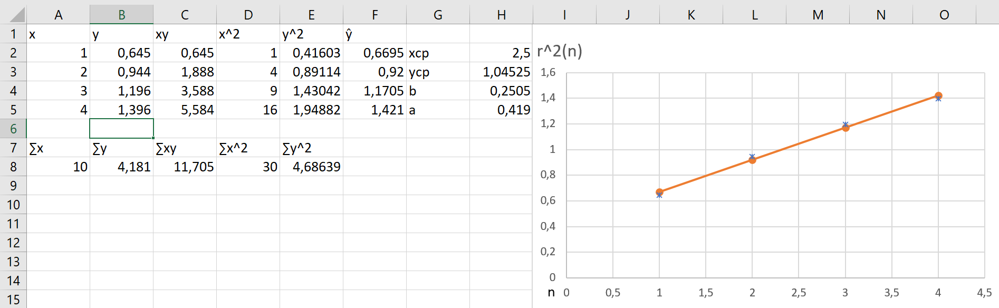 A B C D E F G H I J K L M N O
1 x y xy x^2 y^2 ŷ
2 1 0,645 0,645 1 0,41603 0,6695 xcp 2,5
3 2 0,944 1,888 4 0,89114 0,92 ycp 1,04525
4 3 1,196 3,588 9 1,43042 1,1705 b 0,2505
5 4 1,396 5,584 16 1,94882 1,421 a 0,419
6
7 ∑x ∑y ∑xy ∑x^2 ∑y^2
8 10 4,181 11,705 30 4,68639
9
10
11
12
13
14
15
r^2(n)
1,6
1,4
1,2
1
0,8
0,6
0,4
0,2
0
n 0 0,5 1 1,5 2 2,5 3 3,5 4 4,5